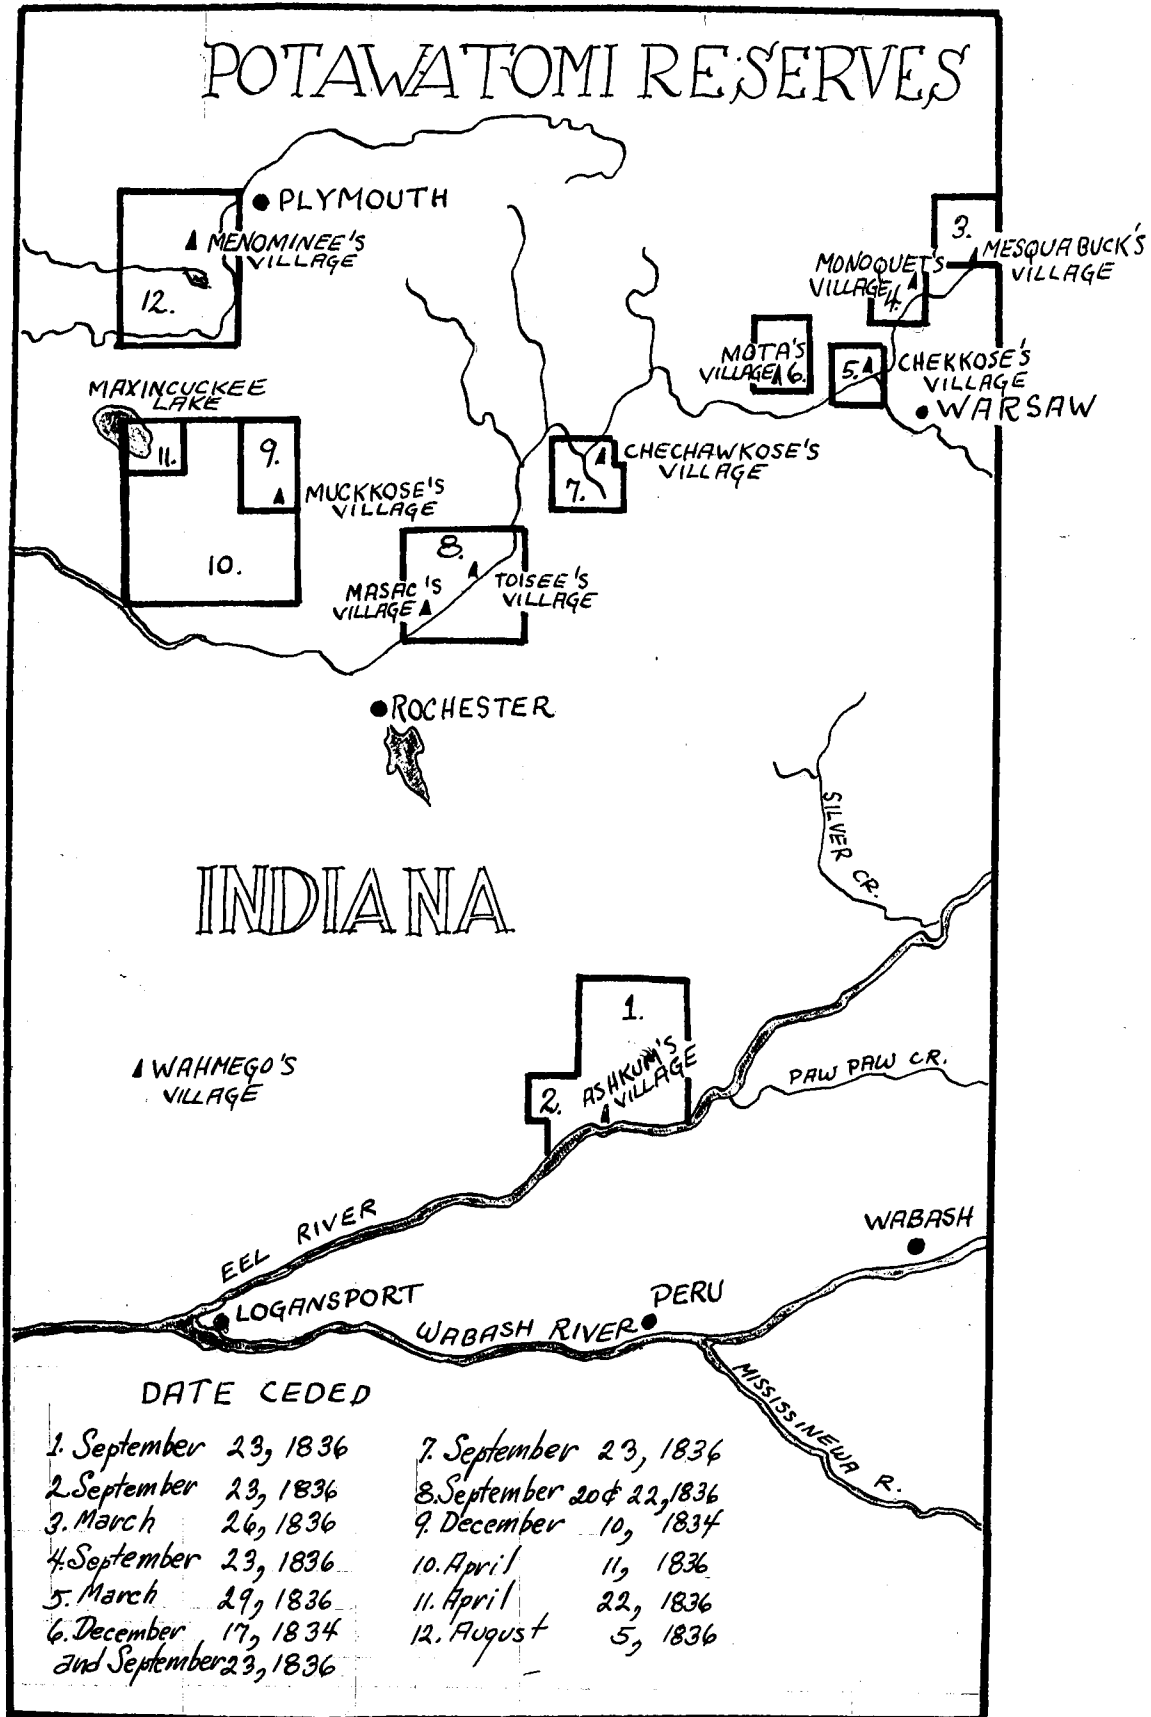 POTAWATOMI RESERVES
PLYMOUTH
MENOMINEE'S
VILLAGE
12.
3.
MESQUABUCK'S
VILLAGE
MONOQUET'S
VILLAGE
4.
MOTA'S
VILLAGE
6.
5.
CHEKKOSE'S
VILLAGE
WARSAW
MAXINCUCKEE
LAKE
11.
9.
MUCKKOSE'S
VILLAGE
10.
CHECHAWKOSE'S
VILLAGE
7.
8.
MASAC'S
VILLAGE
TOISEE'S
VILLAGE
ROCHESTER
SILVER CR.
INDIANA
1.
2.
ASHKUM'S
VILLAGE
WAHMEGO'S
VILLAGE
PAW PAW CR.
EEL RIVER
WABASH
LOGANSPORT
PERU
WABASH RIVER
MISSISSINEWA R.
DATE CEDED
1. September 23, 1836
2. September 23, 1836
3. March 26, 1836
4. September 23, 1836
5. March 29, 1836
6. December 17, 1834
and September 23, 1836
7. September 23, 1836
8. September 20 & 22, 1836
9. December 10, 1834
10. April 11, 1836
11. April 22, 1836
12. August 5, 1836